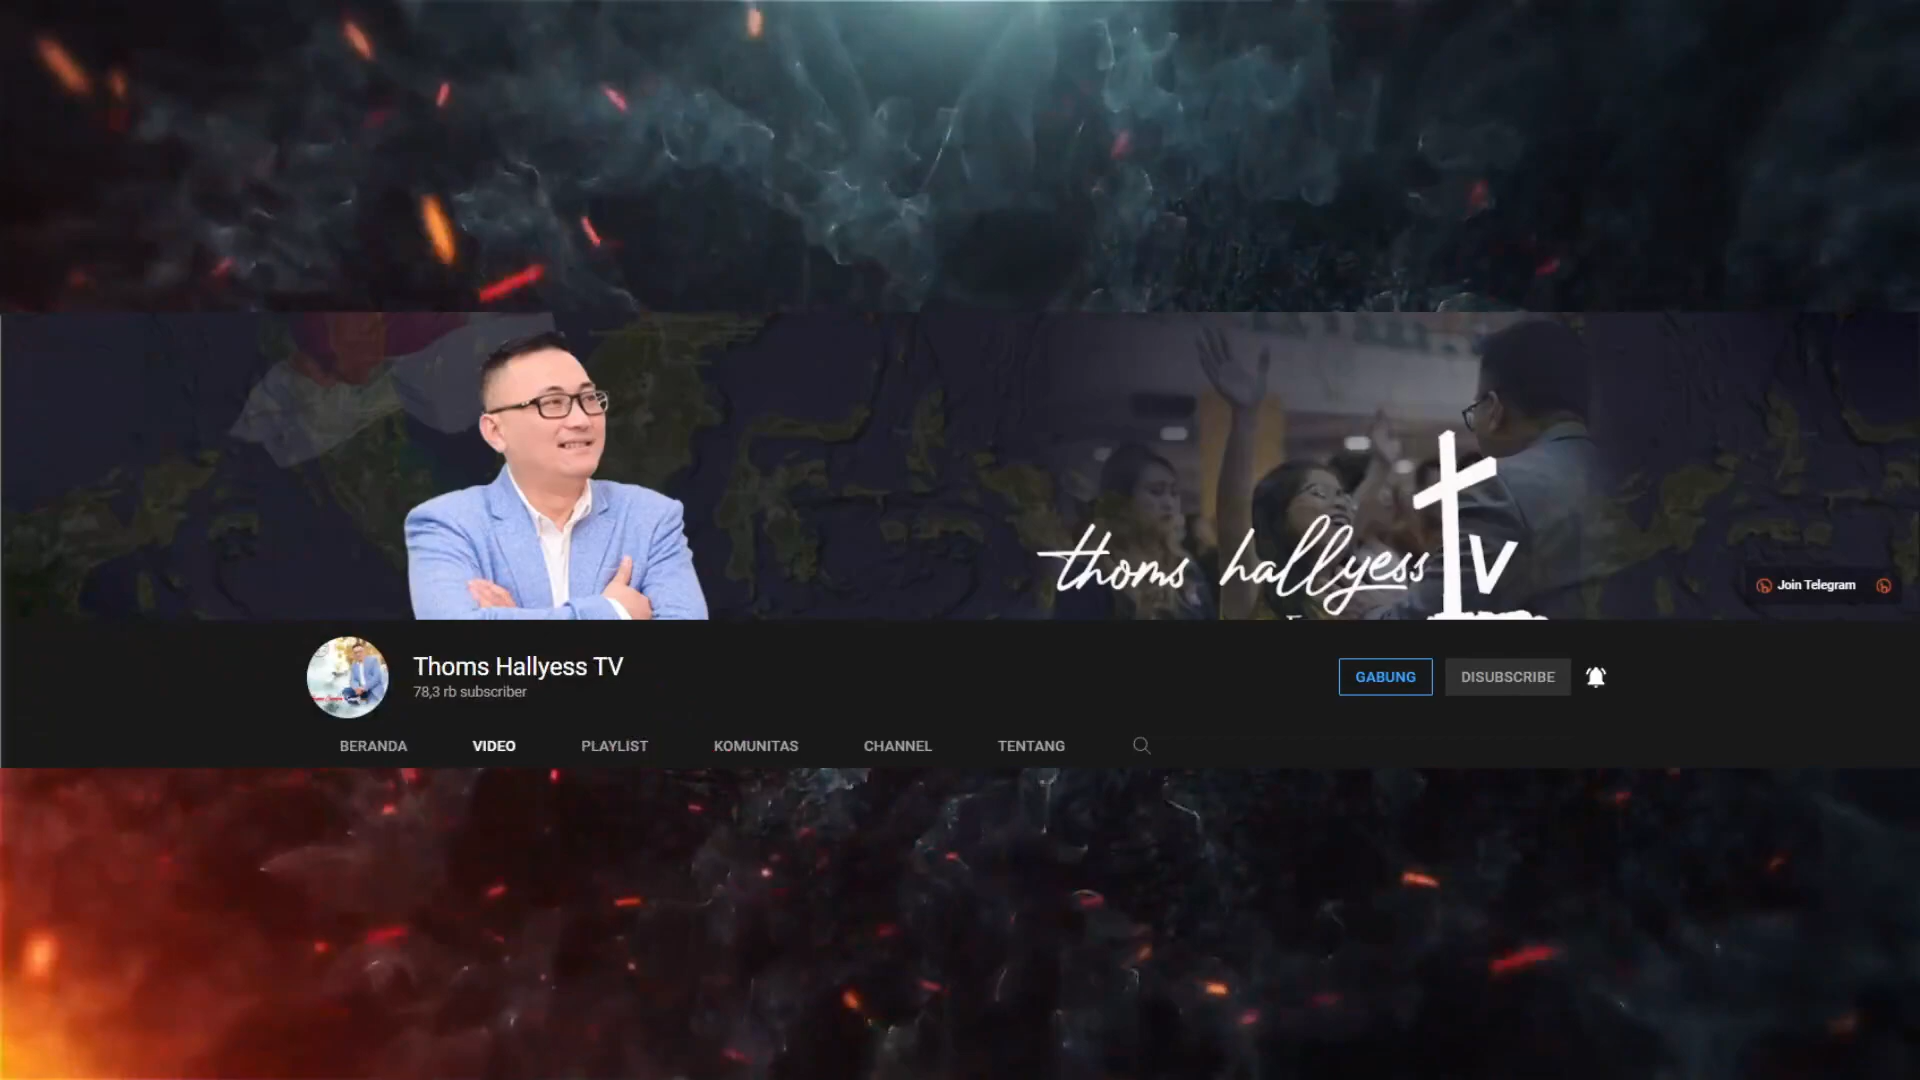 thoms hallyess tv
Join Telegram
Thoms Hallyess TV
78,3 rb subscriber
GABUNG
DISUBSCRIBE
BERANDA
VIDEO
PLAYLIST
KOMUNITAS
CHANNEL
TENTANG